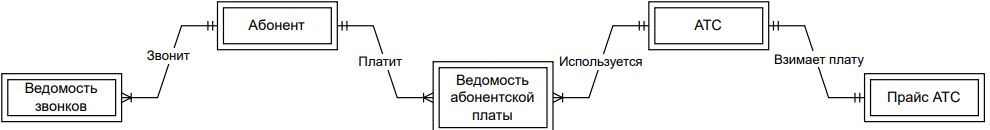 Абонент
АТС
Звонит
Платит
Используется
Взимает плату
Ведомость
звонков
Ведомость
абонентской
платы
Прайс АТС